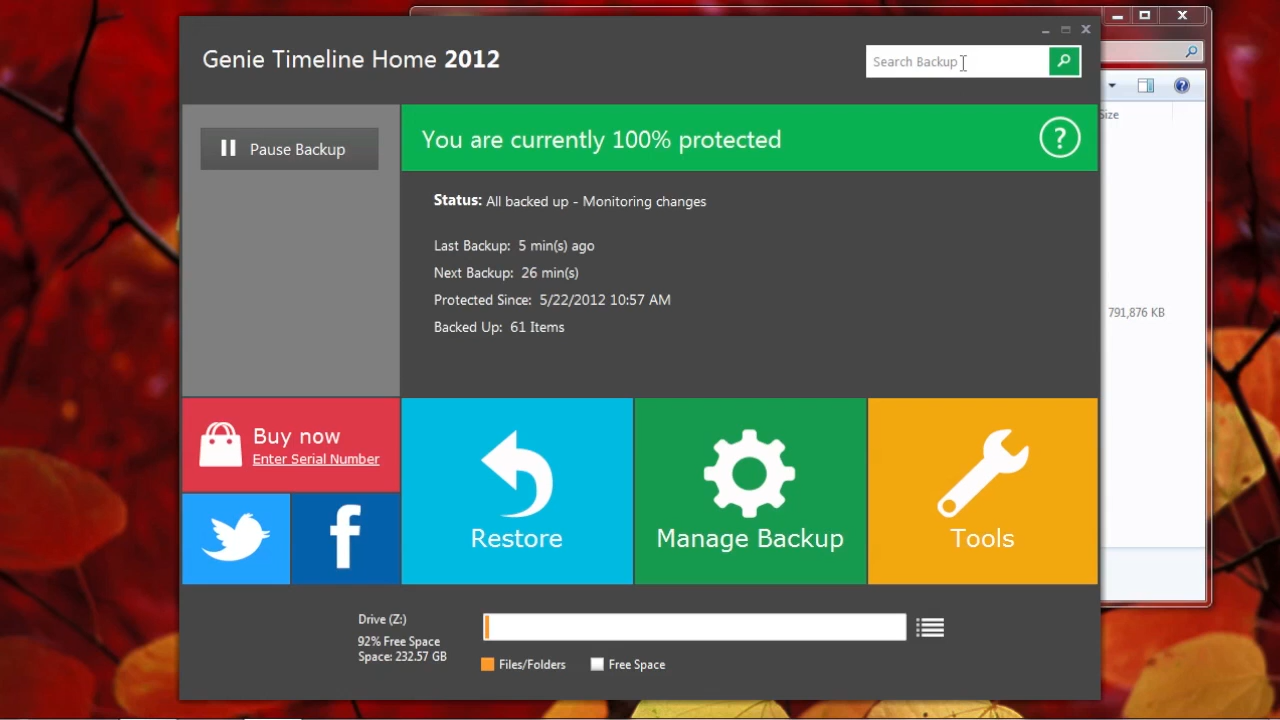 Genie Timeline Home 2012
Search Backup
Size
Pause Backup
You are currently 100% protected
?
?
Status: All backed up - Monitoring changes
Last Backup: 5 min(s) ago
Next Backup: 26 min(s)
Protected Since: 5/22/2012 10:57 AM
Backed Up: 61 Items
791,876 KB
Buy now
Enter Serial Number
f
Restore
Manage Backup
Tools
Drive (Z:)
92% Free Space
Space: 232.57 GB
Files/Folders
Free Space